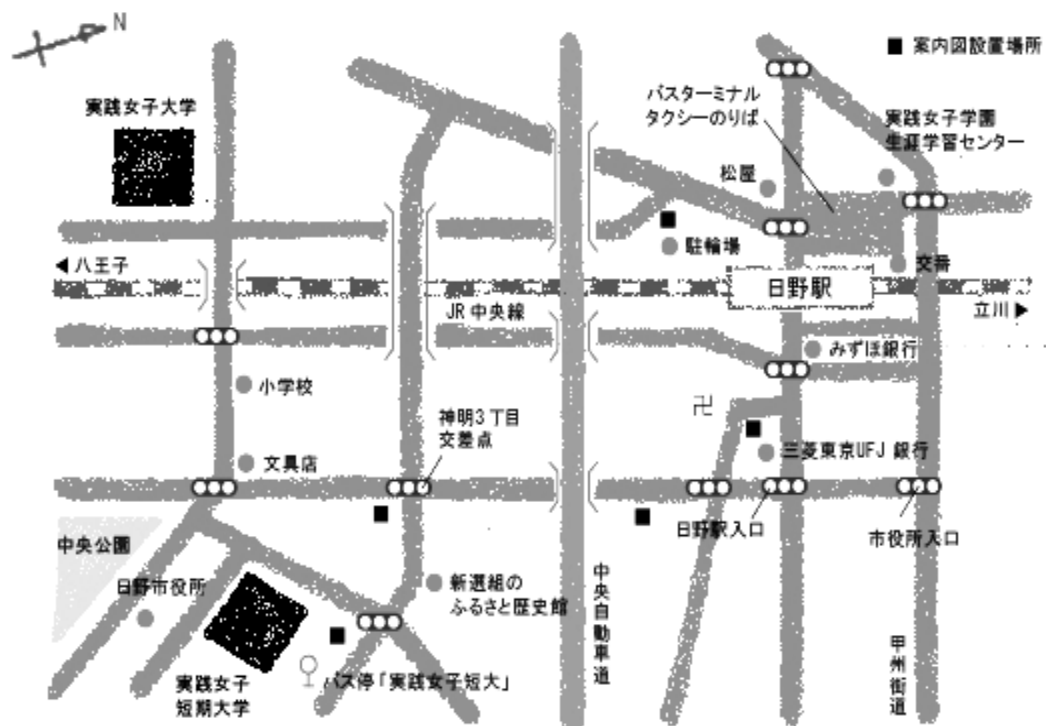 N
■ 案内図設置場所
実践女子大学
バスターミナル
タクシーのりば
実践女子学園
生涯学習センター
松屋
駐輪場
交番
◀ 八王子
日野駅
立川 ▶
JR 中央線
みずほ銀行
小学校
神明3丁目
交差点
卍
三菱東京UFJ 銀行
文具店
日野駅入口
市役所入口
中央公園
日野市役所
新選組の
ふるさと歴史館
中央自動車道
甲州街道
実践女子
短期大学
バス停「実践女子短大」